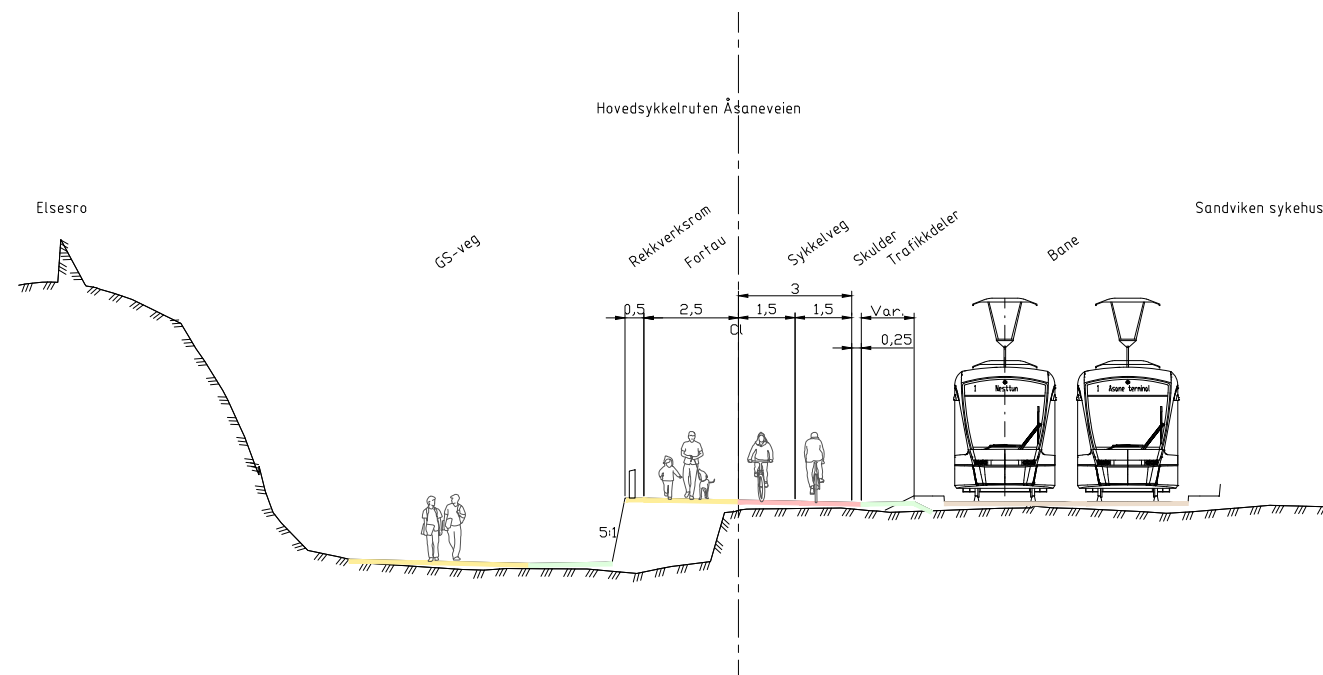 Hovedsykkelruten Åsaneveien
Elsesro
Sandviken sykehus
GS-veg
Rekkverksrom
Fortau
Sykkelveg
Skulder
Trafikkdeler
Bane
3
0,5
2,5
1,5
1,5
Var.
Cl
0,25
1 Nesttun
1 Åsane terminal
5:1